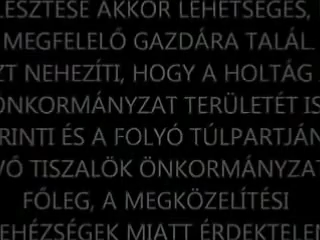 LESZTÉSE AKKOR LEHETSÉGES,
MEGFELELŐ GAZDÁRA TALÁL.
ZT NEHEZÍTI, HOGY A HOLTÁG
ÖNKORMÁNYZAT TERÜLETÉT IS
RINTI ÉS A FOLYÓ TÚLPARTJÁN
VŐ TISZALÖK ÖNKORMÁNYZAT
FŐLEG, A MEGKÖZELÍTÉSI
EHÉZSÉGEK MIATT ÉRDEKTELEN